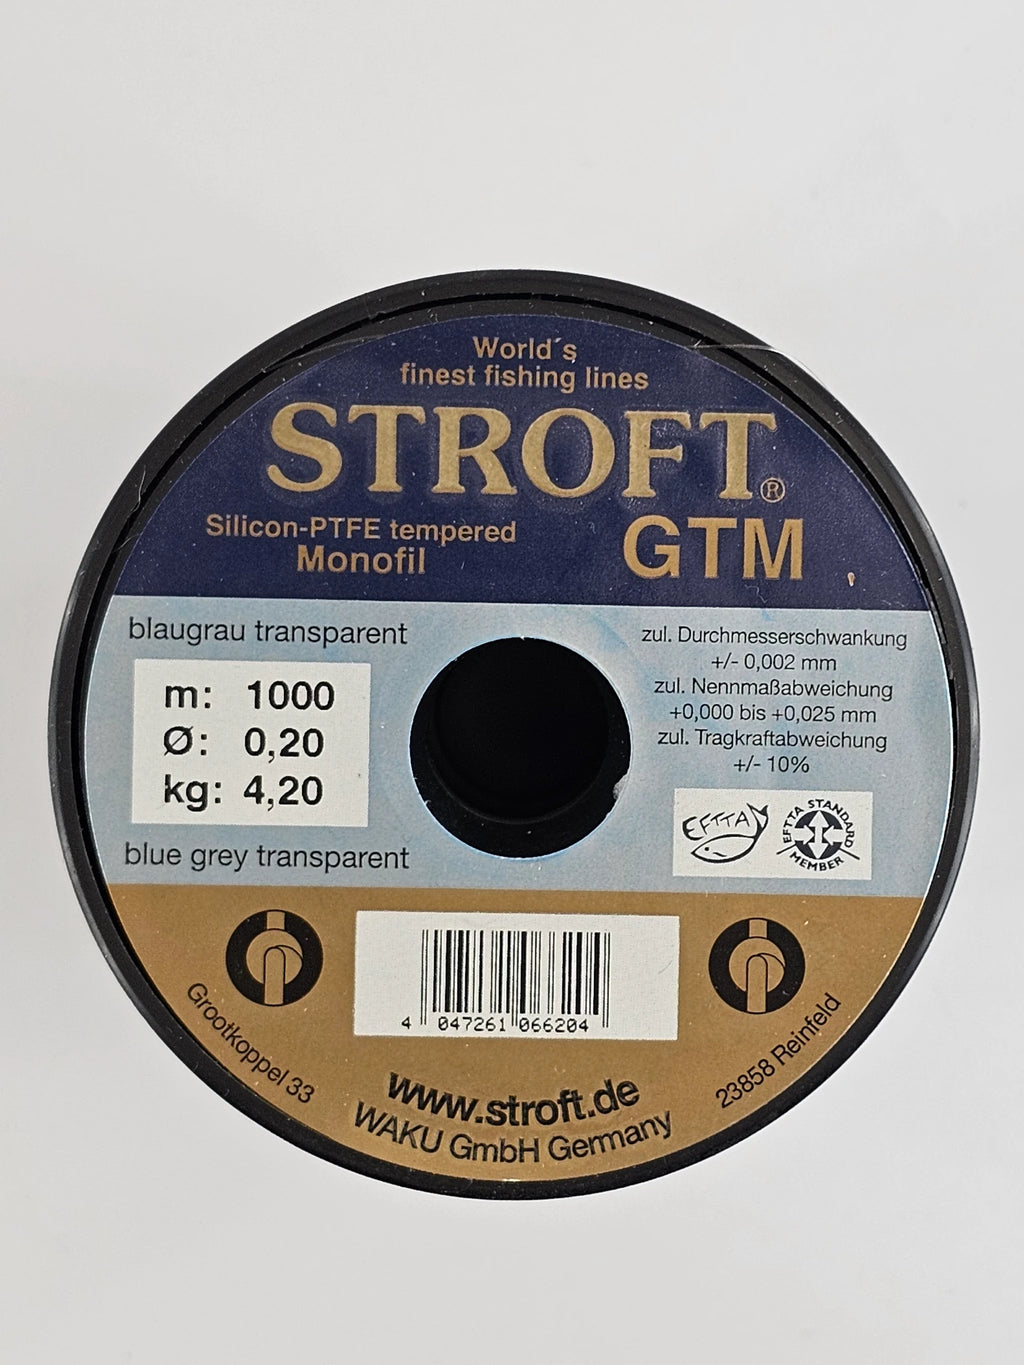 World´s
finest fishing lines
STROFT®
Silicon-PTFE tempered
Monofil
GTM
blaugrau transparent
m: 1000
Ø: 0,20
kg: 4,20
blue grey transparent
zul. Durchmesserschwankung
+/- 0,002 mm
zul. Nennmaßabweichung
+0,000 bis +0,025 mm
zul. Tragkraftabweichung
+/- 10%
EFTTA
EFTTA STANDARD
MEMBER
4 047261 066204
Grootkoppel 33
www.stroft.de
WAKU GmbH Germany
23858 Reinfeld